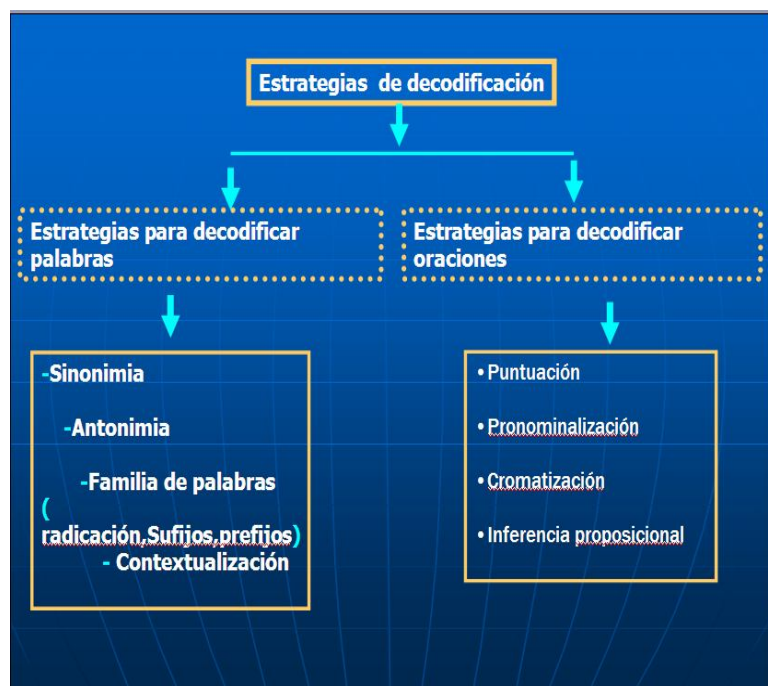 Estrategias de decodificación
Estrategias para decodificar
palabras
-Sinonimia
-Antonimia
-Familia de palabras
(
radicación,Sufijos,prefijos)
- Contextualización
Estrategias para decodificar
oraciones
• Puntuación
• Pronominalización
• Cromatización
• Inferencia proposicional